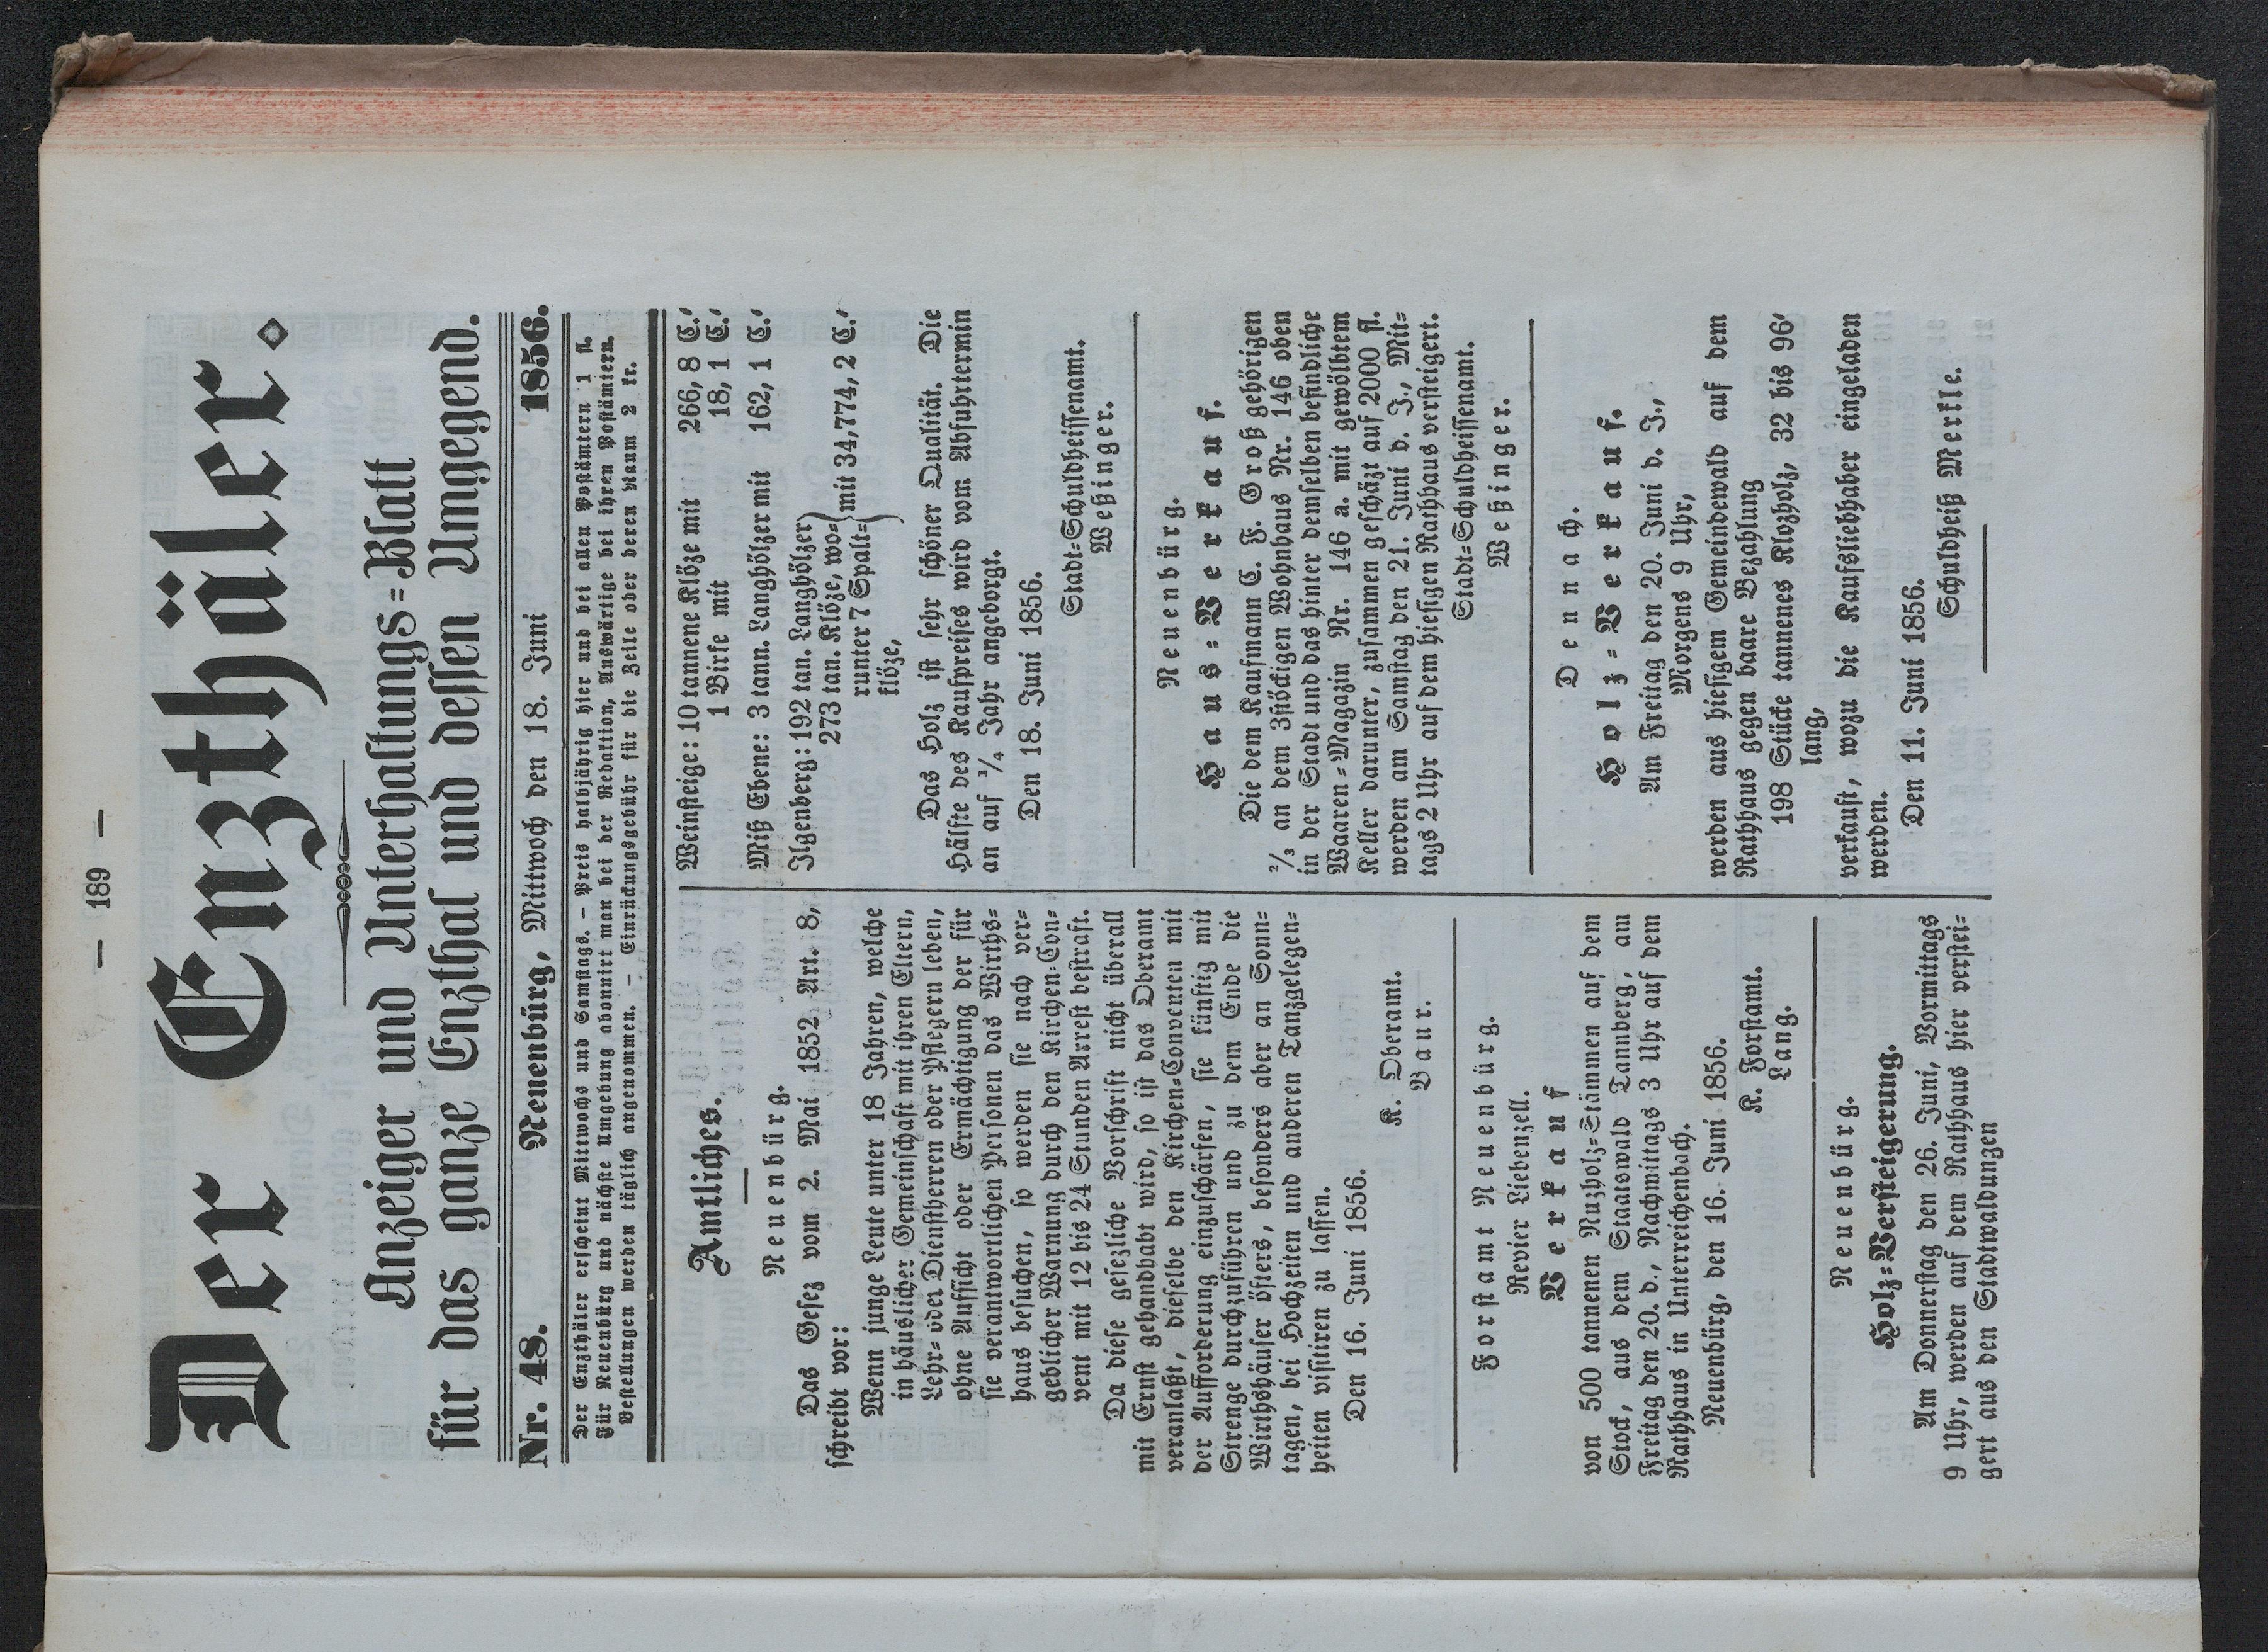 — 189 —
Der Enzthäler.
Anzeiger und Unterhaltungs=Blatt
für das ganze Enzthal und dessen Umgegend.
Nr. 48. Neuenbürg, Mittwoch den 18. Juni 1856.
Der Enzthäler erscheint Mittwochs und Samstags. – Preis halbjährig hier und bei allen Postämtern 1 fl.
Für Neuenbürg und nächste Umgebung abonnirt man bei der Redaktion, Auswärtige bei ihren Postämtern.
Bestellungen werden täglich angenommen. – Einrückungsgebühr für die Zeile oder deren Raum 2 kr.
Amtliches.
Neuenbürg.
Das Gesez vom 2. Mai 1852 Art. 8,
schreibt vor:
Wenn junge Leute unter 18 Jahren, welche
in häuslicher Gemeinschaft mit ihren Eltern,
Lehr= oder Dienstherren oder Pflegern leben,
ohne Aufsicht oder Ermächtigung der für
sie verantwortlichen Personen das Wirths=
haus besuchen, so werden sie nach ver=
geblicher Warnung durch den Kirchen=Con=
vent mit 12 bis 24 Stunden Arrest bestraft.
Da diese gesezliche Vorschrift nicht überall
mit Ernst gehandhabt wird, so ist das Oberamt
veranlaßt, dieselbe den Kirchen=Conventen mit
der Aufforderung einzuschärfen, sie künftig mit
Strenge durchzuführen und zu dem Ende die
Wirthshäuser öfters, besonders aber an Sonn=
tagen, bei Hochzeiten und anderen Tanzgelegen=
heiten visitiren zu lassen.
Den 16. Juni 1856.
K. Oberamt.
Baur.
Forstamt Neuenbürg.
Revier Liebenzell.
Verkauf
von 500 tannenen Nuzholz=Stämmen auf dem
Stock, aus dem Staatswald Tannberg, am
Freitag den 20. d., Nachmittags 3 Uhr auf dem
Rathhaus in Unterreichenbach.
Neuenbürg, den 16. Juni 1856.
K. Forstamt.
Lang.
Neuenbürg.
Holz=Versteigerung.
Am Donnerstag den 26. Juni, Vormittags
9 Uhr, werden auf dem Rathhaus hier verstei=
gert aus den Stadtwaldungen
Weinsteige: 10 tannene Klöze mit 266, 8 C.'
1 Birke mit 18, 1 C.'
Miß Ebene: 3 tann. Langhölzer mit 162, 1 C.'
Ilgenberg: 192 tan. Langhölzer
273 tan. Klöze, wo= } mit 34,774, 2 C.'
runter 7 Spalt=
klöze,
Das Holz ist sehr schöner Qualität. Die
Hälfte des Kaufpreises wird vom Abfuhrtermin
an auf ¼ Jahr angeborgt.
Den 18. Juni 1856.
Stadt=Schuldheissenamt.
Weßinger.
Neuenbürg.
Haus=Verkauf.
Die dem Kaufmann C. F. Groß gehörigen
⅔ an dem 3stöckigen Wohnhaus Nr. 146 oben
in der Stadt und das hinter demselben befindliche
Waaren=Magazin Nr. 146 a. mit gewölbtem
Keller darunter, zusammen geschäzt auf 2000 fl.
werden am Samstag den 21. Juni d. J., Mit=
tags 2 Uhr auf dem hiesigen Rathhaus versteigert.
Stadt=Schuldheissenamt.
Weßinger.
Dennach.
Holz=Verkauf.
Am Freitag den 20. Juni d. J.,
Morgens 9 Uhr,
werden aus hiesigem Gemeindewald auf dem
Rathhaus gegen baare Bezahlung
198 Stücke tannenes Klozholz, 32 bis 96'
lang,
verkauft, wozu die Kaufsliebhaber eingeladen
werden.
Den 11. Juni 1856.
Schuldheiß Merkle.